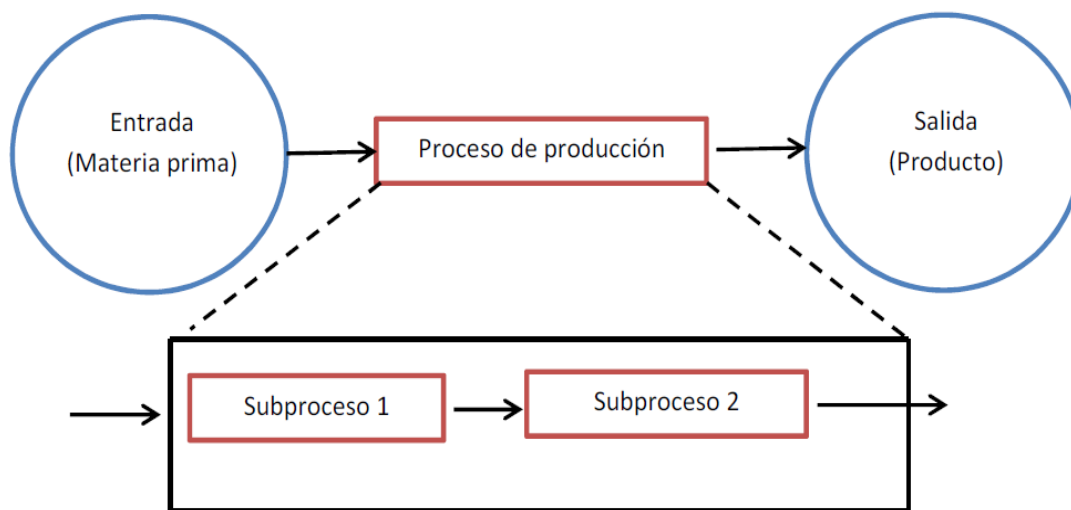 Entrada
(Materia prima)
Proceso de producción
Salida
(Producto)
Subproceso 1
Subproceso 2